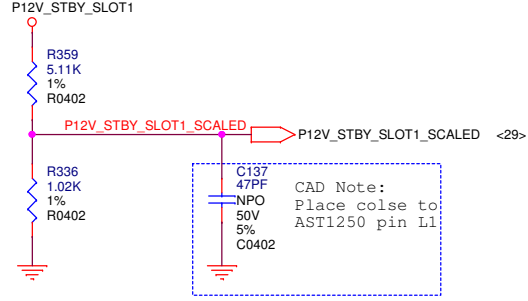 P12V_STBY_SLOT1
R359
5.11K
1%
R0402
P12V_STBY_SLOT1_SCALED
P12V_STBY_SLOT1_SCALED <29>
R336
1.02K
1%
R0402
C137
47PF
NPO
50V
5%
C0402
CAD Note:
Place colse to
AST1250 pin L1